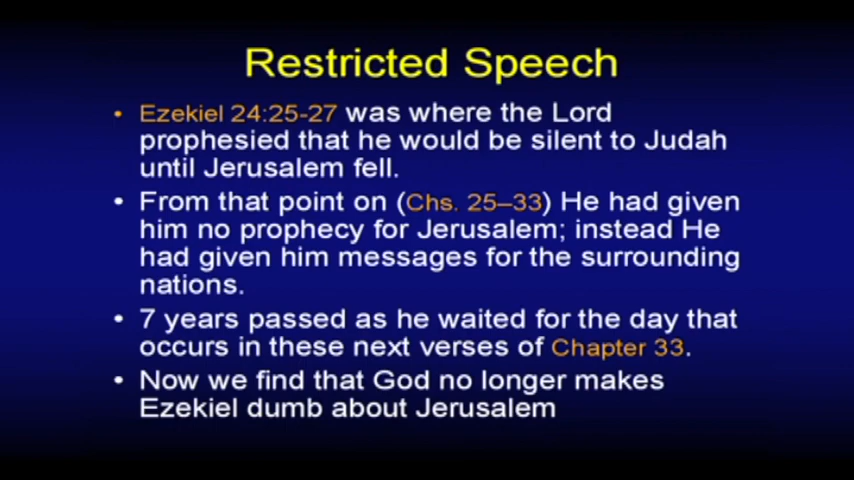 Restricted Speech
• Ezekiel 24:25-27 was where the Lord
prophesied that he would be silent to Judah
until Jerusalem fell.
• From that point on (Chs. 25–33) He had given
him no prophecy for Jerusalem; instead He
had given him messages for the surrounding
nations.
• 7 years passed as he waited for the day that
occurs in these next verses of Chapter 33.
• Now we find that God no longer makes
Ezekiel dumb about Jerusalem